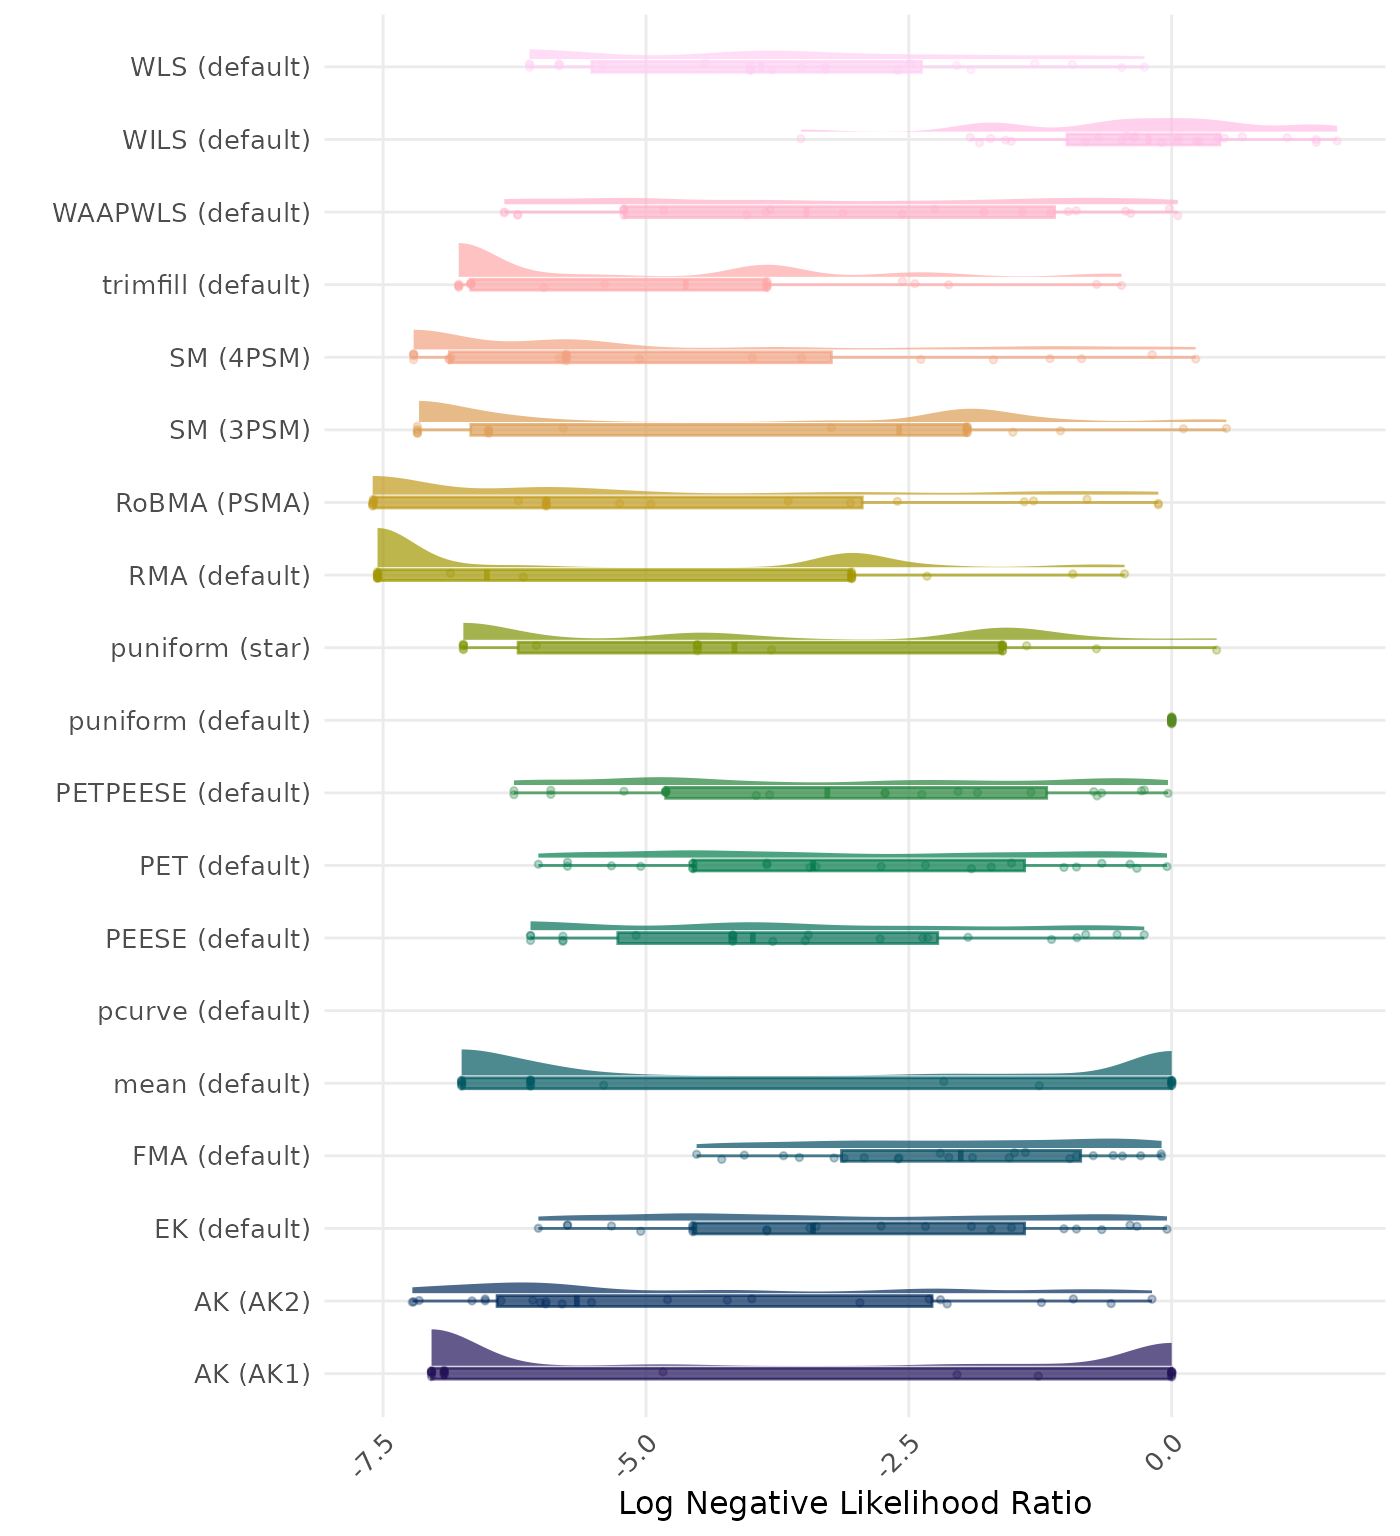 WLS (default)
WILS (default)
WAAPWLS (default)
trimfill (default)
SM (4PSM)
SM (3PSM)
RoBMA (PSMA)
RMA (default)
puniform (star)
puniform (default)
PETPEESE (default)
PET (default)
PEESE (default)
pcurve (default)
mean (default)
FMA (default)
EK (default)
AK (AK2)
AK (AK1)
-7.5
-5.0
-2.5
0.0
Log Negative Likelihood Ratio